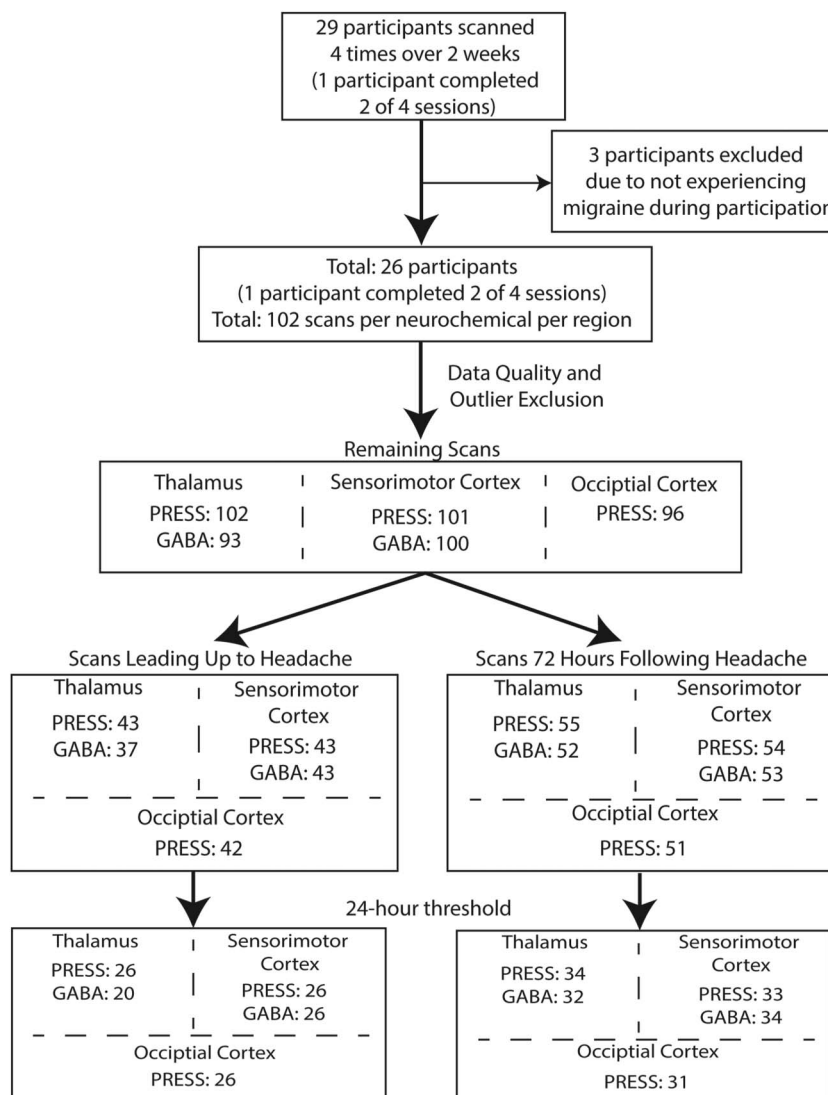 29 participants scanned
4 times over 2 weeks
(1 participant completed
2 of 4 sessions)
3 participants excluded
due to not experiencing
migraine during participation
Total: 26 participants
(1 participant completed 2 of 4 sessions)
Total: 102 scans per neurochemical per region
Data Quality and
Outlier Exclusion
Remaining Scans
Thalamus
PRESS: 102
GABA: 93
Sensorimotor Cortex
PRESS: 101
GABA: 100
Occiptial Cortex
PRESS: 96
Scans Leading Up to Headache
Thalamus
PRESS: 43
GABA: 37
Sensorimotor
Cortex
PRESS: 43
GABA: 43
Occiptial Cortex
PRESS: 42
Scans 72 Hours Following Headache
Thalamus
PRESS: 55
GABA: 52
Sensorimotor
Cortex
PRESS: 54
GABA: 53
Occiptial Cortex
PRESS: 51
24-hour threshold
Thalamus
PRESS: 26
GABA: 20
Sensorimotor
Cortex
PRESS: 26
GABA: 26
Occiptial Cortex
PRESS: 26
Thalamus
PRESS: 34
GABA: 32
Sensorimotor
Cortex
PRESS: 33
GABA: 34
Occiptial Cortex
PRESS: 31